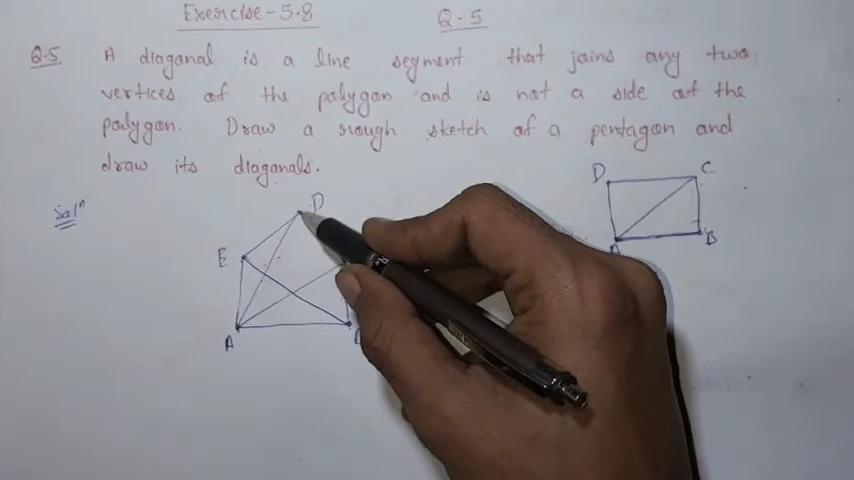 Exercise-5.8 Q-5
Q-5 A diagonal is a line segment that joins any two
vertices of the polygon and is not a side of the
polygon. Draw a rough sketch of a pentagon and
draw its diagonals.
Solⁿ
D C
A B
D
E
A